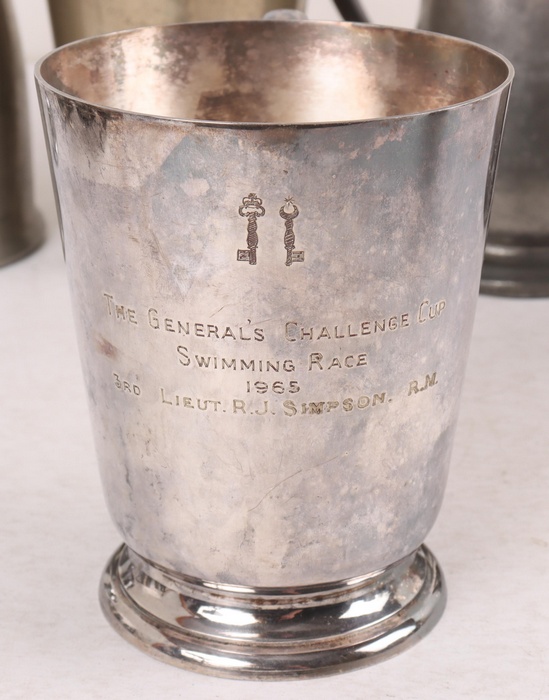 The General's Challenge Cup
Swimming Race
1965
3rd Lieut. R.J. Simpson. R.M.